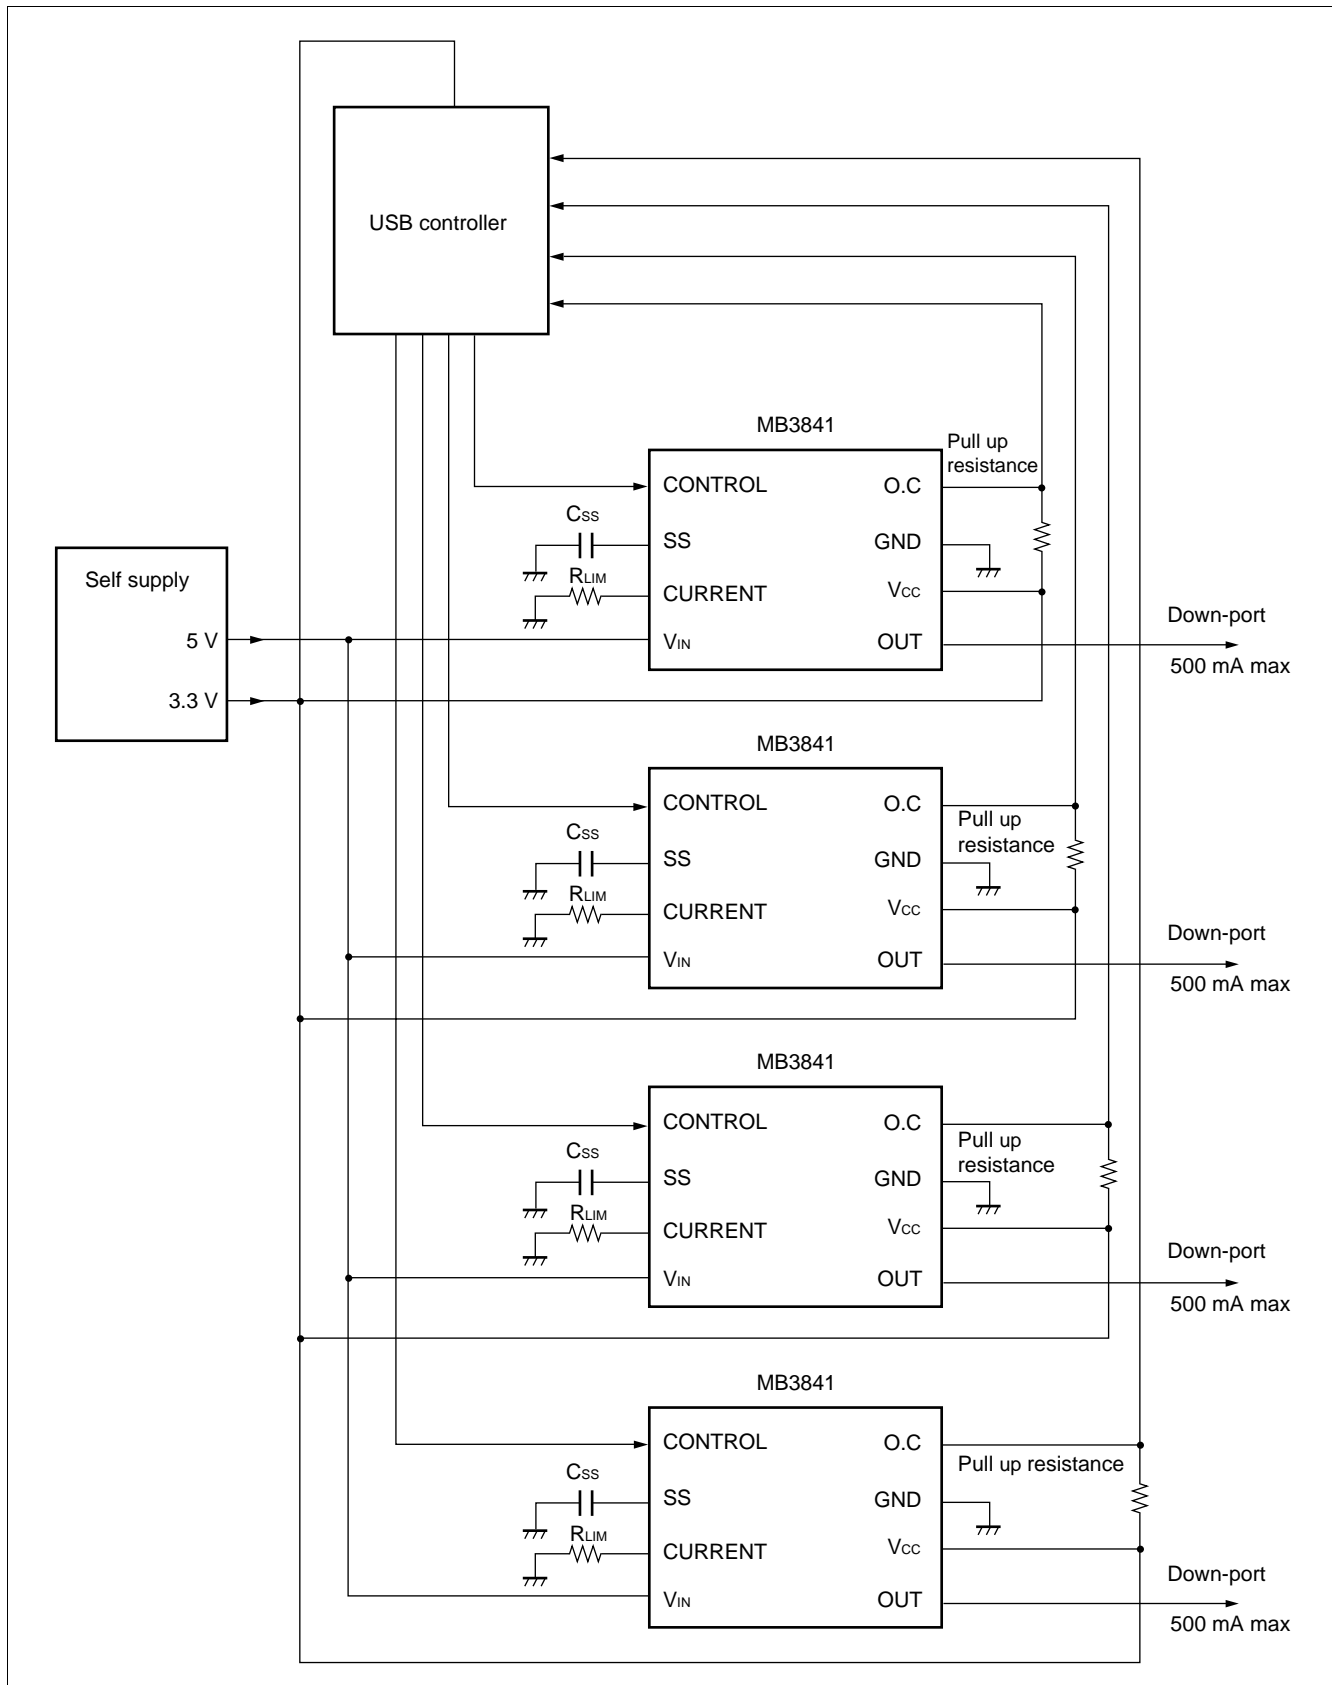 USB controller
Self supply
5 V
3.3 V
MB3841
Pull up
resistance
CONTROL
O.C
CSS
SS
GND
RLIM
CURRENT
VCC
VIN
OUT
Down-port
500 mA max
MB3841
CONTROL
O.C
Pull up
resistance
CSS
SS
GND
RLIM
CURRENT
VCC
VIN
OUT
Down-port
500 mA max
MB3841
CONTROL
O.C
Pull up
resistance
CSS
SS
GND
RLIM
CURRENT
VCC
VIN
OUT
Down-port
500 mA max
MB3841
CONTROL
O.C
Pull up resistance
CSS
SS
GND
RLIM
CURRENT
VCC
VIN
OUT
Down-port
500 mA max